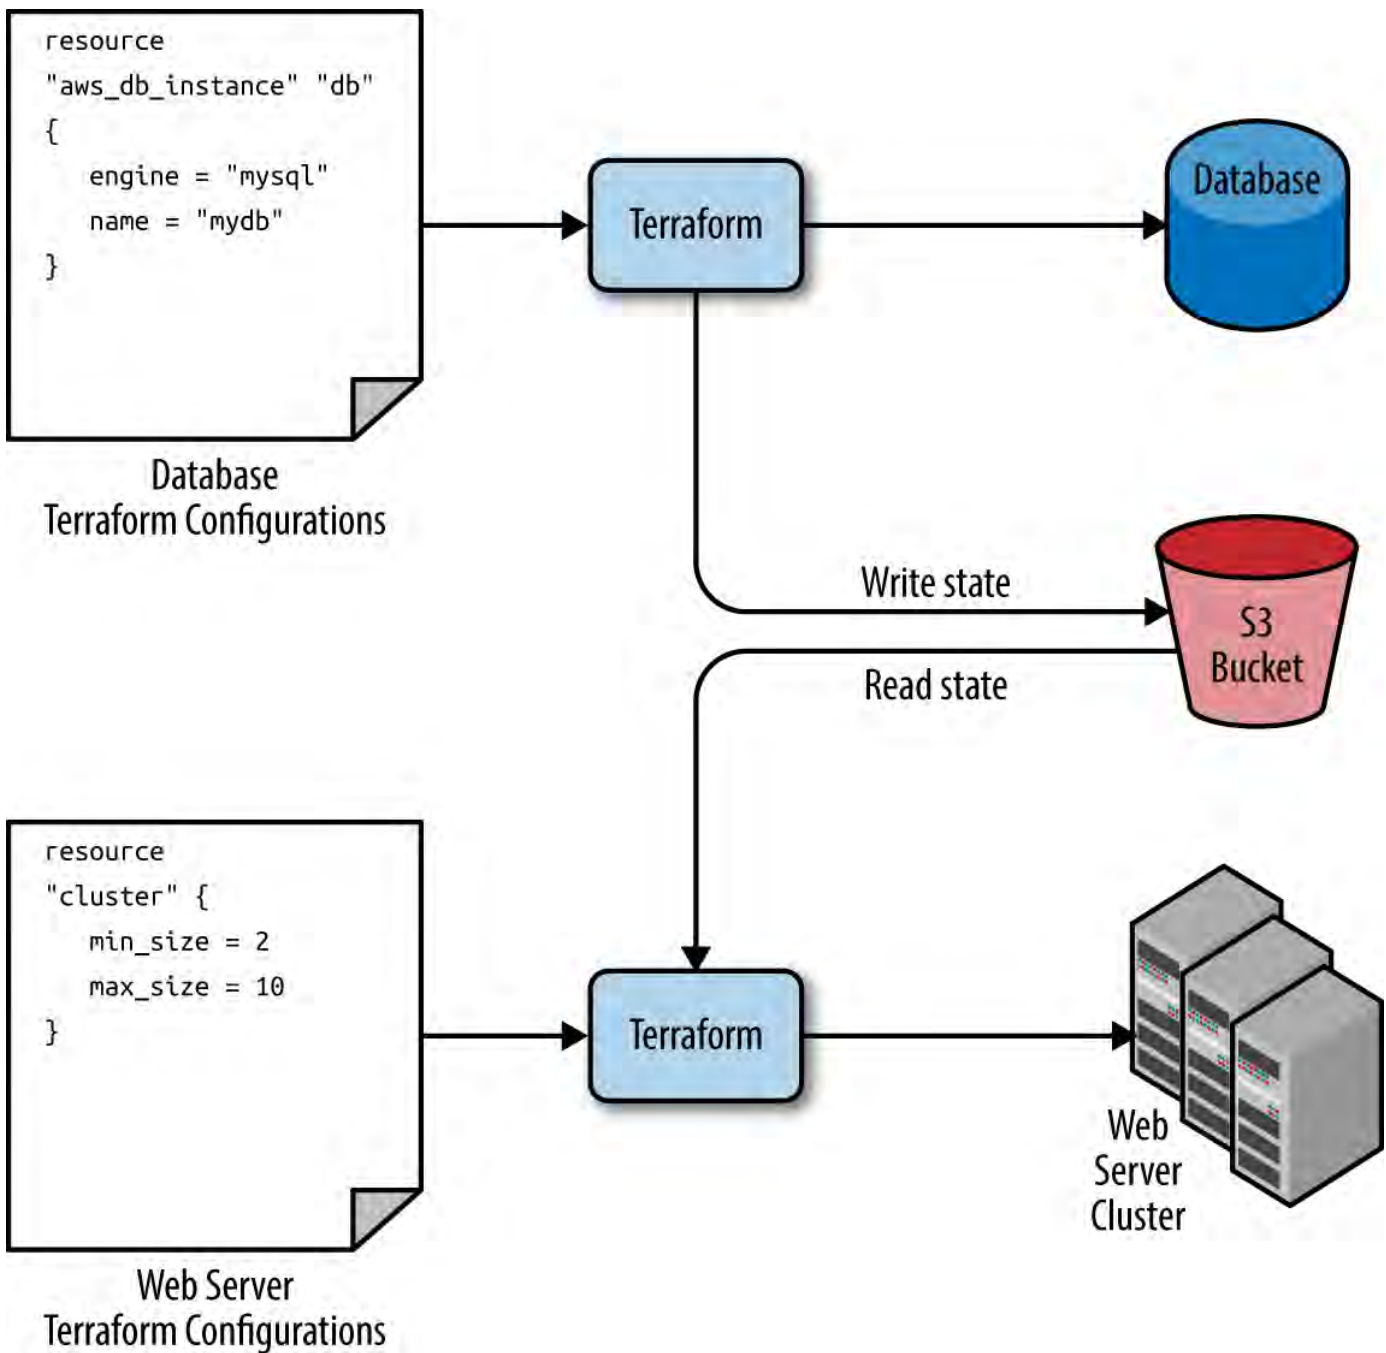 resource
"aws_db_instance" "db"
{
engine = "mysql"
name = "mydb"
}
Database
Terraform Configurations
Terraform
Database
Write state
S3
Bucket
Read state
resource
"cluster" {
min_size = 2
max_size = 10
}
Web Server
Terraform Configurations
Terraform
Web
Server
Cluster